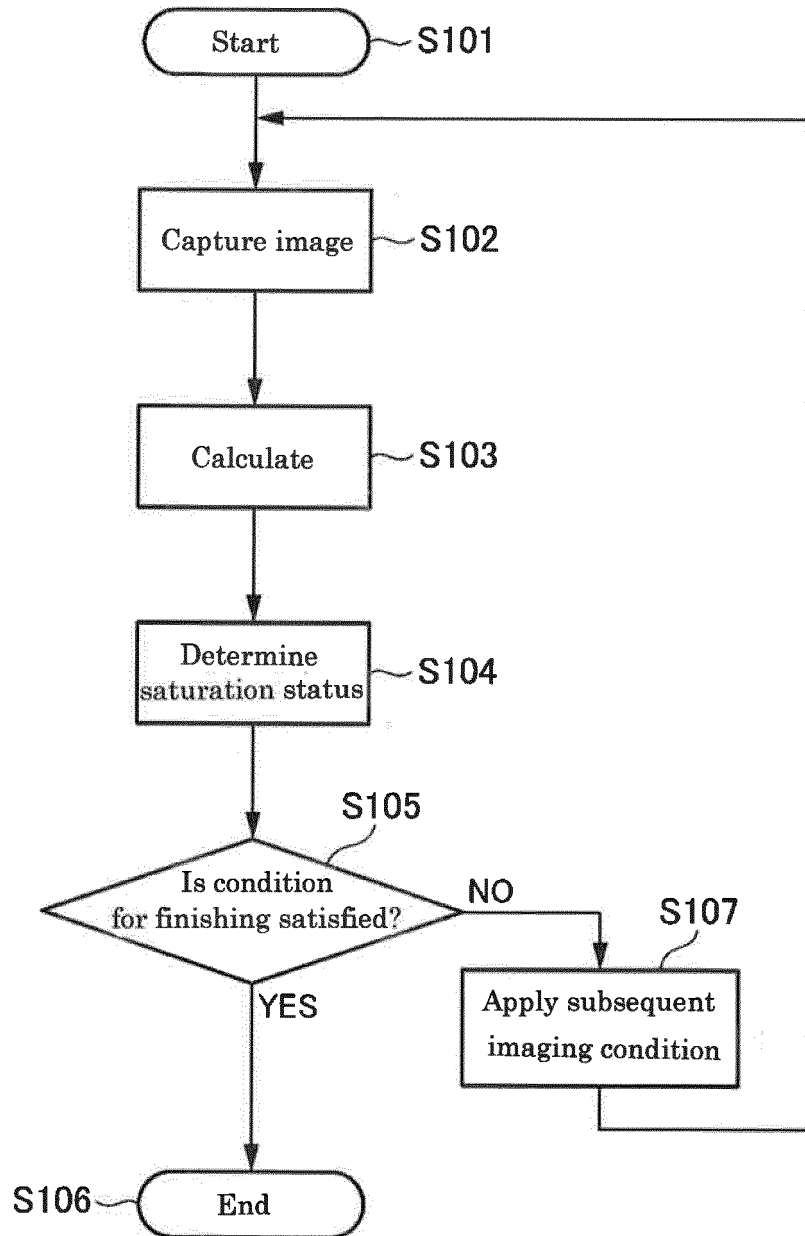 Start
S101
Capture image
S102
Calculate
S103
Determine
saturation status
S104
S105
Is condition
for finishing satisfied?
NO
S107
YES
Apply subsequent
imaging condition
S106
End